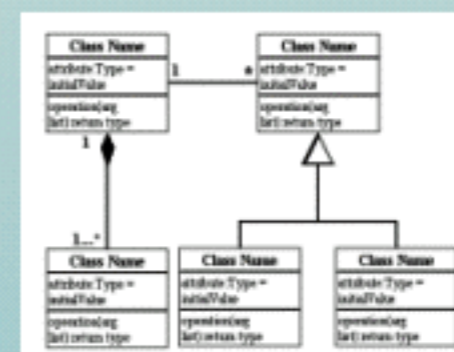 Class Name
attribute:Type =
initialValue
operation(arg
list):return type
1
*
Class Name
attribute:Type =
initialValue
operation(arg
list):return type
1
1...*
Class Name
attribute:Type =
initialValue
operation(arg
list):return type
Class Name
attribute:Type =
initialValue
operation(arg
list):return type
Class Name
attribute:Type =
initialValue
operation(arg
list):return type